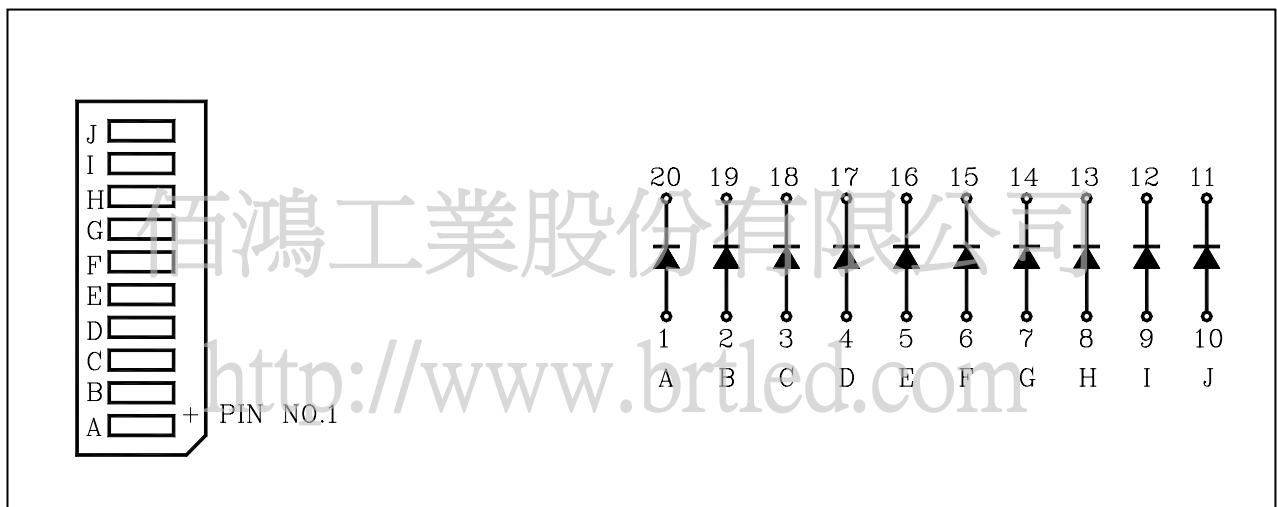 J
I
H
G
F
E
D
C
B
A + PIN NO.1
20 19 18 17 16 15 14 13 12 11
1 2 3 4 5 6 7 8 9 10
A B C D E F G H I J
佰鴻工業股份有限公司
http://www.brtled.com